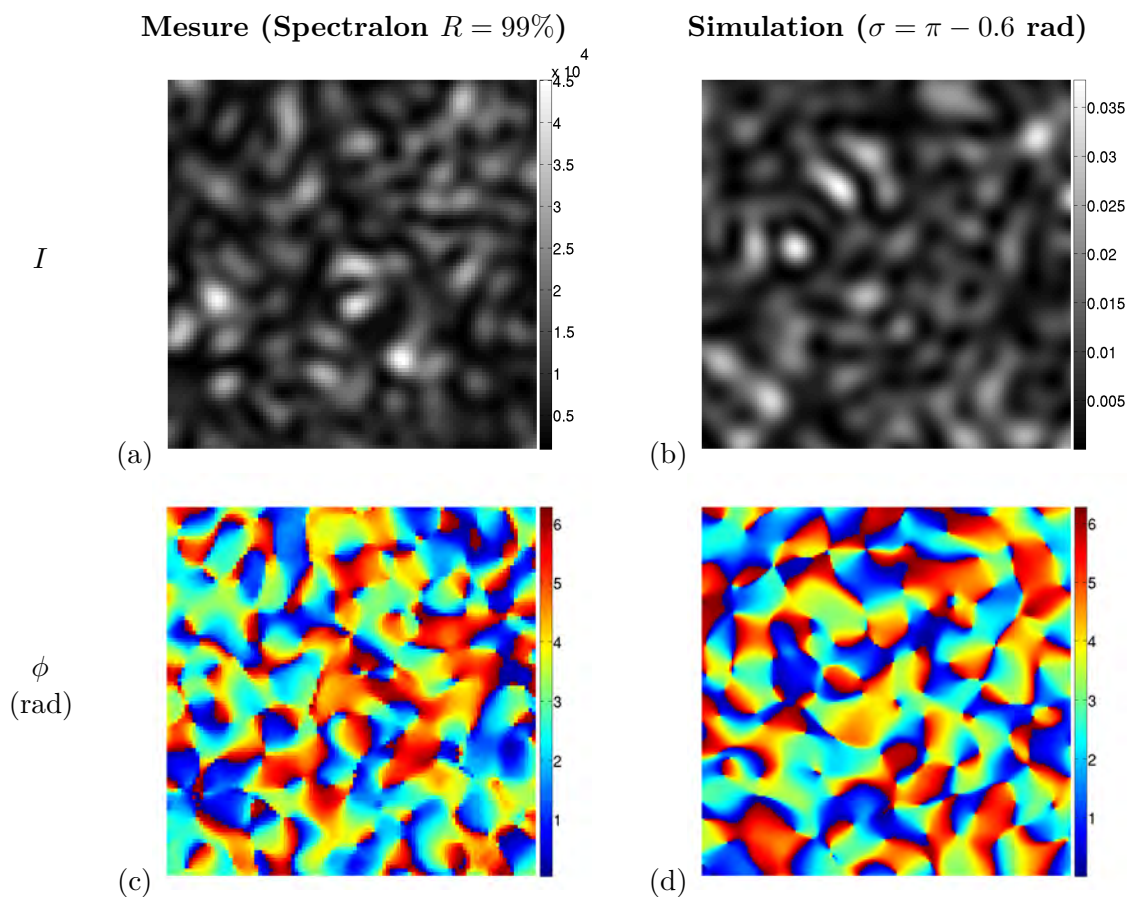 Mesure (Spectralon R = 99%)
Simulation (σ = π − 0.6 rad)
x 10 4
4.5
4
3.5
3
2.5
2
1.5
1
0.5
0.035
0.03
0.025
0.02
0.015
0.01
0.005
I
(a)
(b)
6
5
4
3
2
1
6
5
4
3
2
1
ϕ
(rad)
(c)
(d)